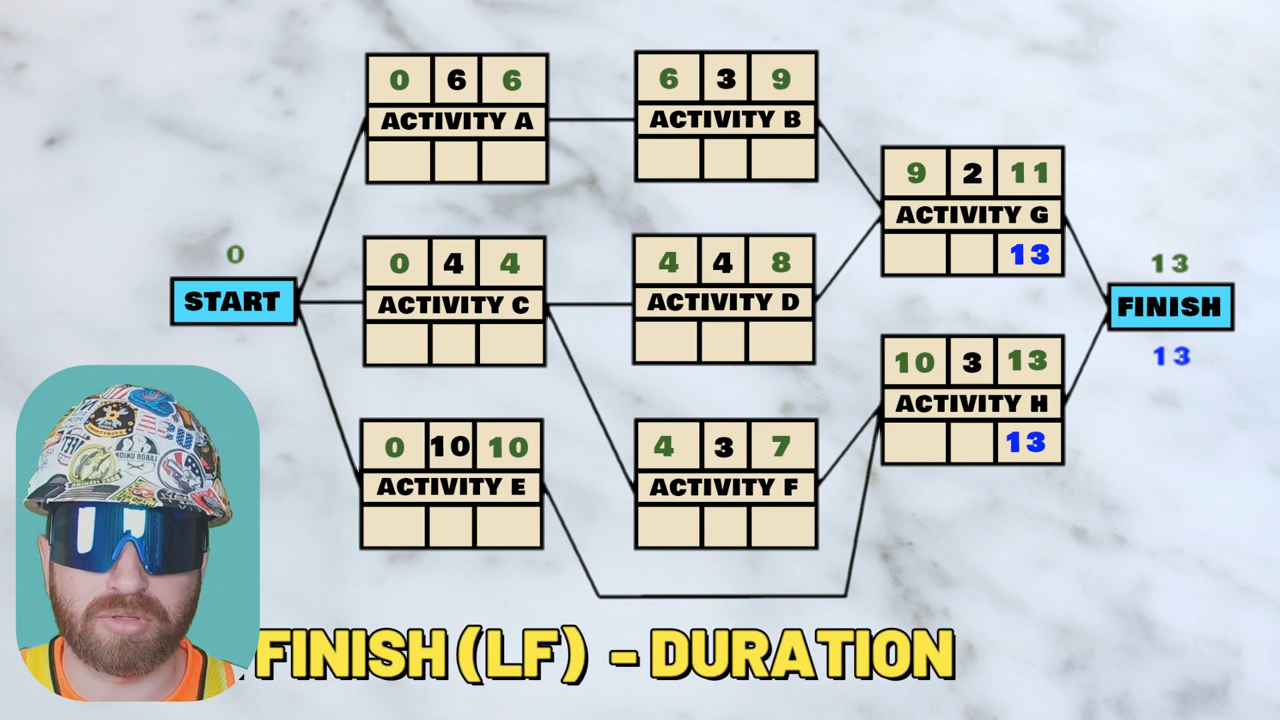 0 6 6
ACTIVITY A
6 3 9
ACTIVITY B
9 2 11
ACTIVITY G
13
0
START
0 4 4
ACTIVITY C
4 4 8
ACTIVITY D
13
FINISH
13
10 3 13
ACTIVITY H
13
0 10 10
ACTIVITY E
4 3 7
ACTIVITY F
FINISH (LF) - DURATION